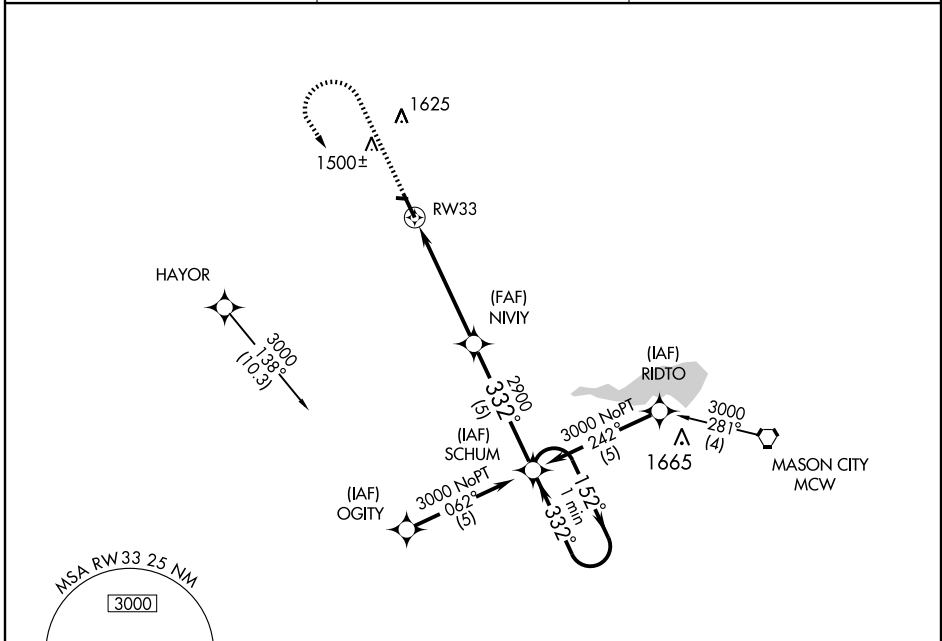 1625
1500±
RW33
HAYOR
3000
138°
(10.3)
(FAF)
NIVIY
2900
332°
(5)
(IAF)
RIDTO
3000 NoPT
242°
(5)
3000
281°
(4)
1665
MASON CITY
MCW
(IAF)
SCHUM
(IAF)
OGITY
3000 NoPT
062°
(5)
152°
1 min
332°
MSA RW33 25 NM
3000